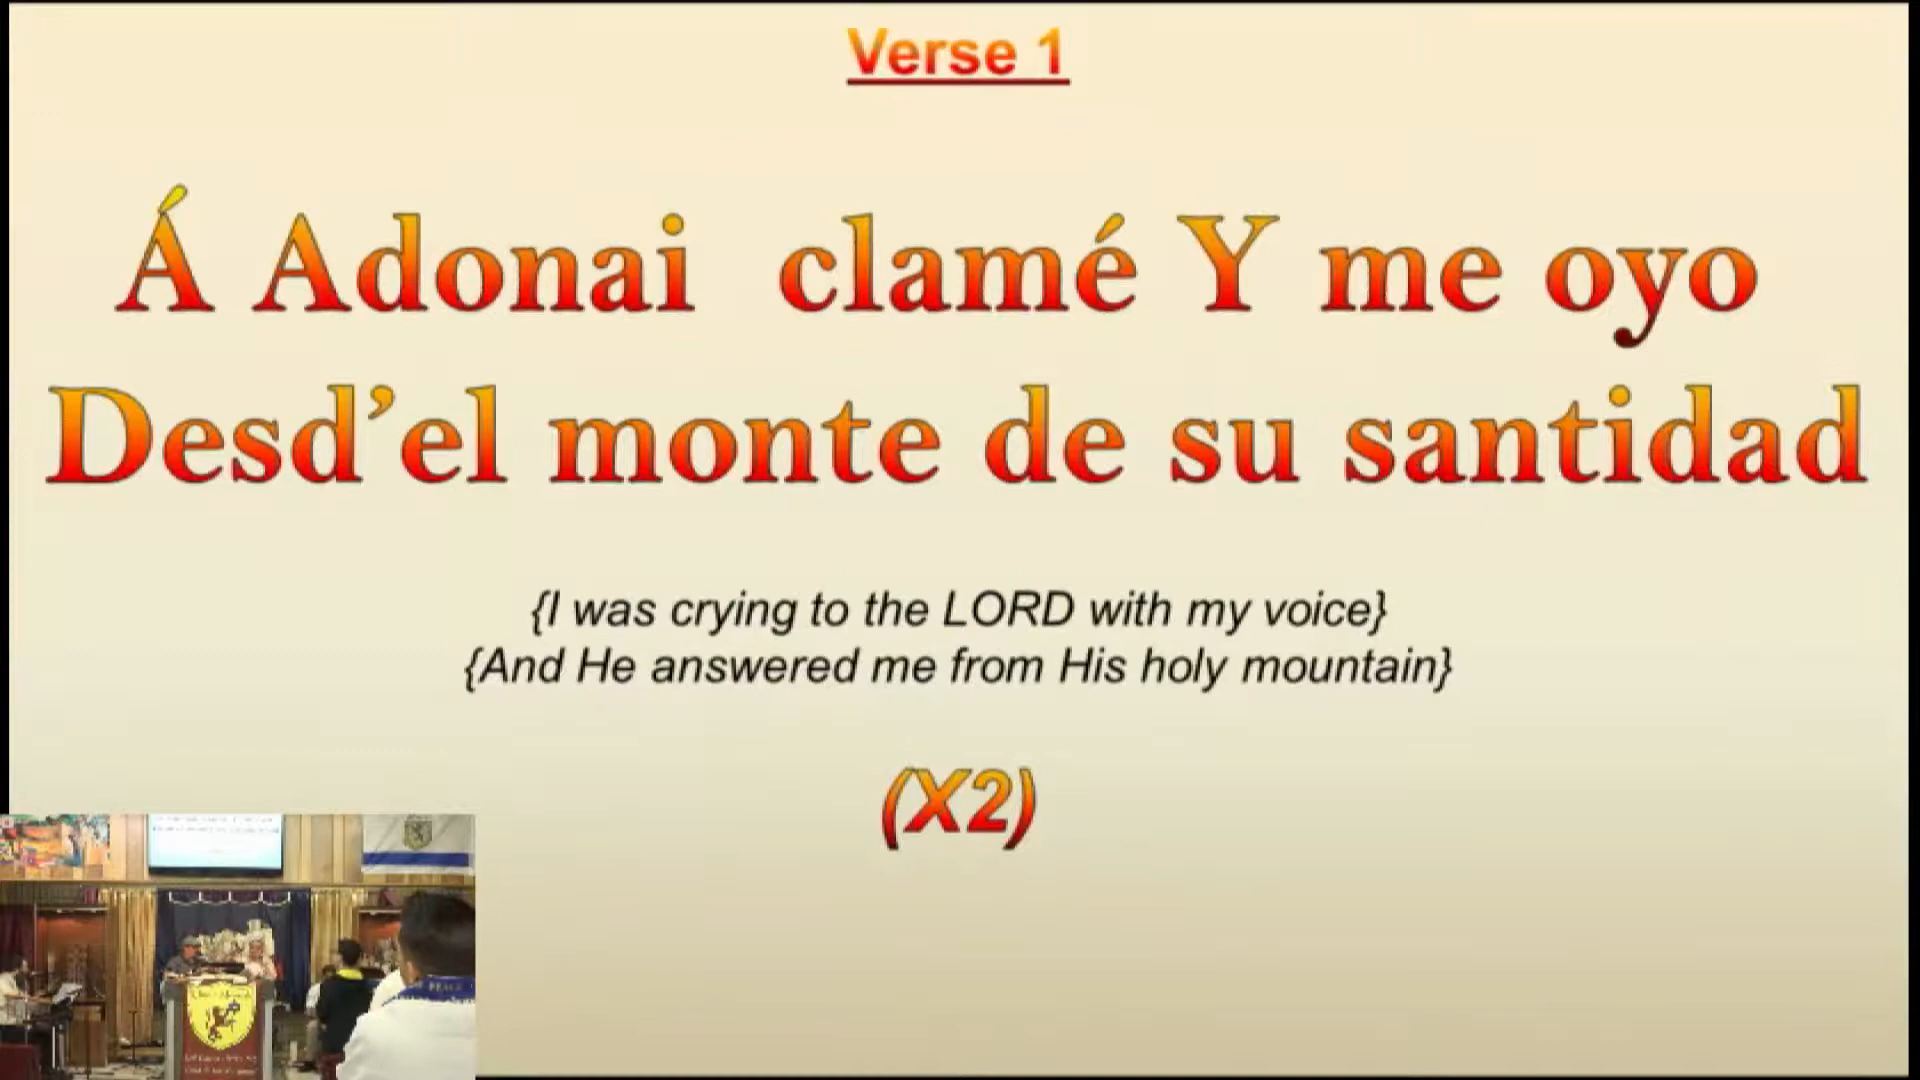 Verse 1
Á Adonai clamé Y me oyo
Desd’el monte de su santidad
{I was crying to the LORD with my voice}
{And He answered me from His holy mountain}
(X2)
PEACE